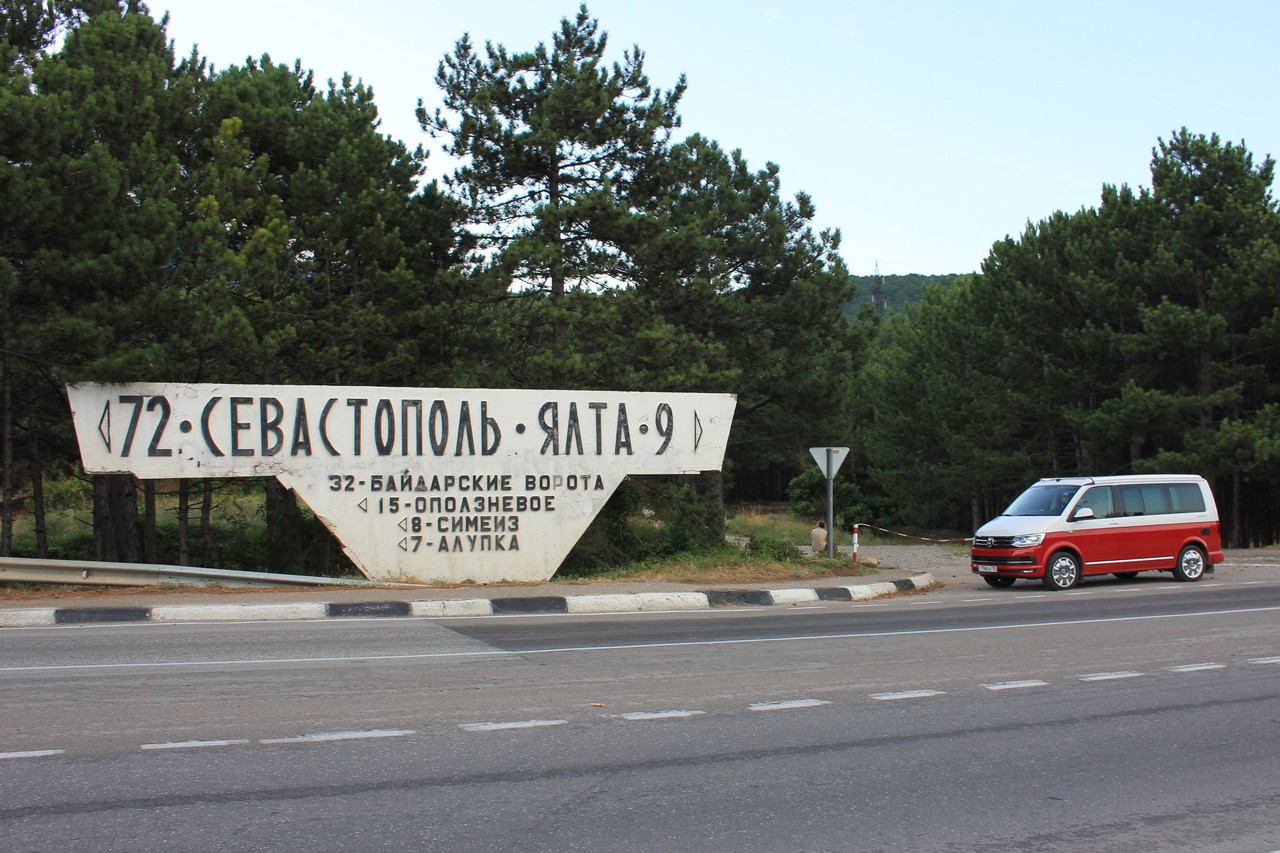 ◁72·СЕВАСТОПОЛЬ·ЯЛТА·9▷
32-БАЙДАРСКИЕ ВОРОТА
◁15-ОПОЛЗНЕВОЕ
◁8-СИМЕИЗ
◁7-АЛУПКА